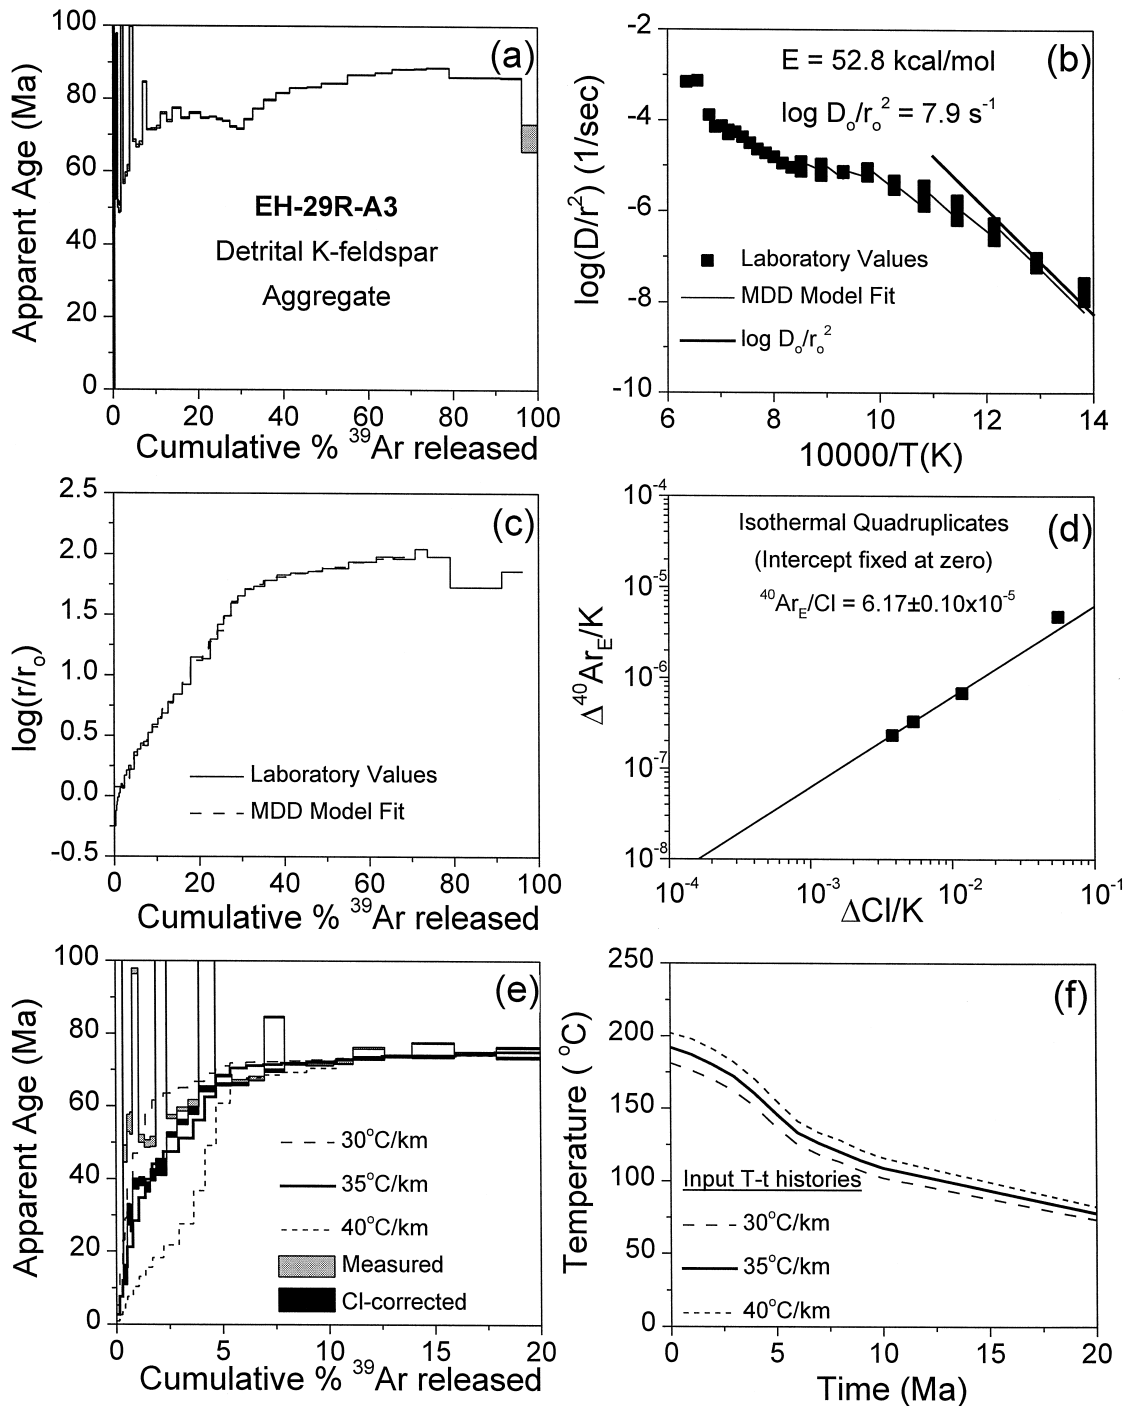 (a)
Apparent Age (Ma)
100
80
60
40
20
0
EH-29R-A3
Detrital K-feldspar
Aggregate
0 20 40 60 80 100
Cumulative % ³⁹Ar released
(b)
log(D/r²) (1/sec)
-2
-4
-6
-8
-10
E = 52.8 kcal/mol
log Dₒ/rₒ² = 7.9 s⁻¹
Laboratory Values
MDD Model Fit
log Dₒ/rₒ²
6 8 10 12 14
10000/T(K)
(c)
log(r/rₒ)
2.5
2.0
1.5
1.0
0.5
0.0
-0.5
Laboratory Values
MDD Model Fit
0 20 40 60 80 100
Cumulative % ³⁹Ar released
(d)
Δ⁴⁰Ar_E/K
10⁻⁴
10⁻⁵
10⁻⁶
10⁻⁷
10⁻⁸
Isothermal Quadruplicates
(Intercept fixed at zero)
⁴⁰Ar_E/Cl = 6.17±0.10x10⁻⁵
10⁻⁴ 10⁻³ 10⁻² 10⁻¹
ΔCl/K
(e)
Apparent Age (Ma)
100
80
60
40
20
0
30°C/km
35°C/km
40°C/km
Measured
Cl-corrected
0 5 10 15 20
Cumulative % ³⁹Ar released
(f)
Temperature ( °C)
250
200
150
100
50
0
Input T-t histories
30°C/km
35°C/km
40°C/km
0 5 10 15 20
Time (Ma)